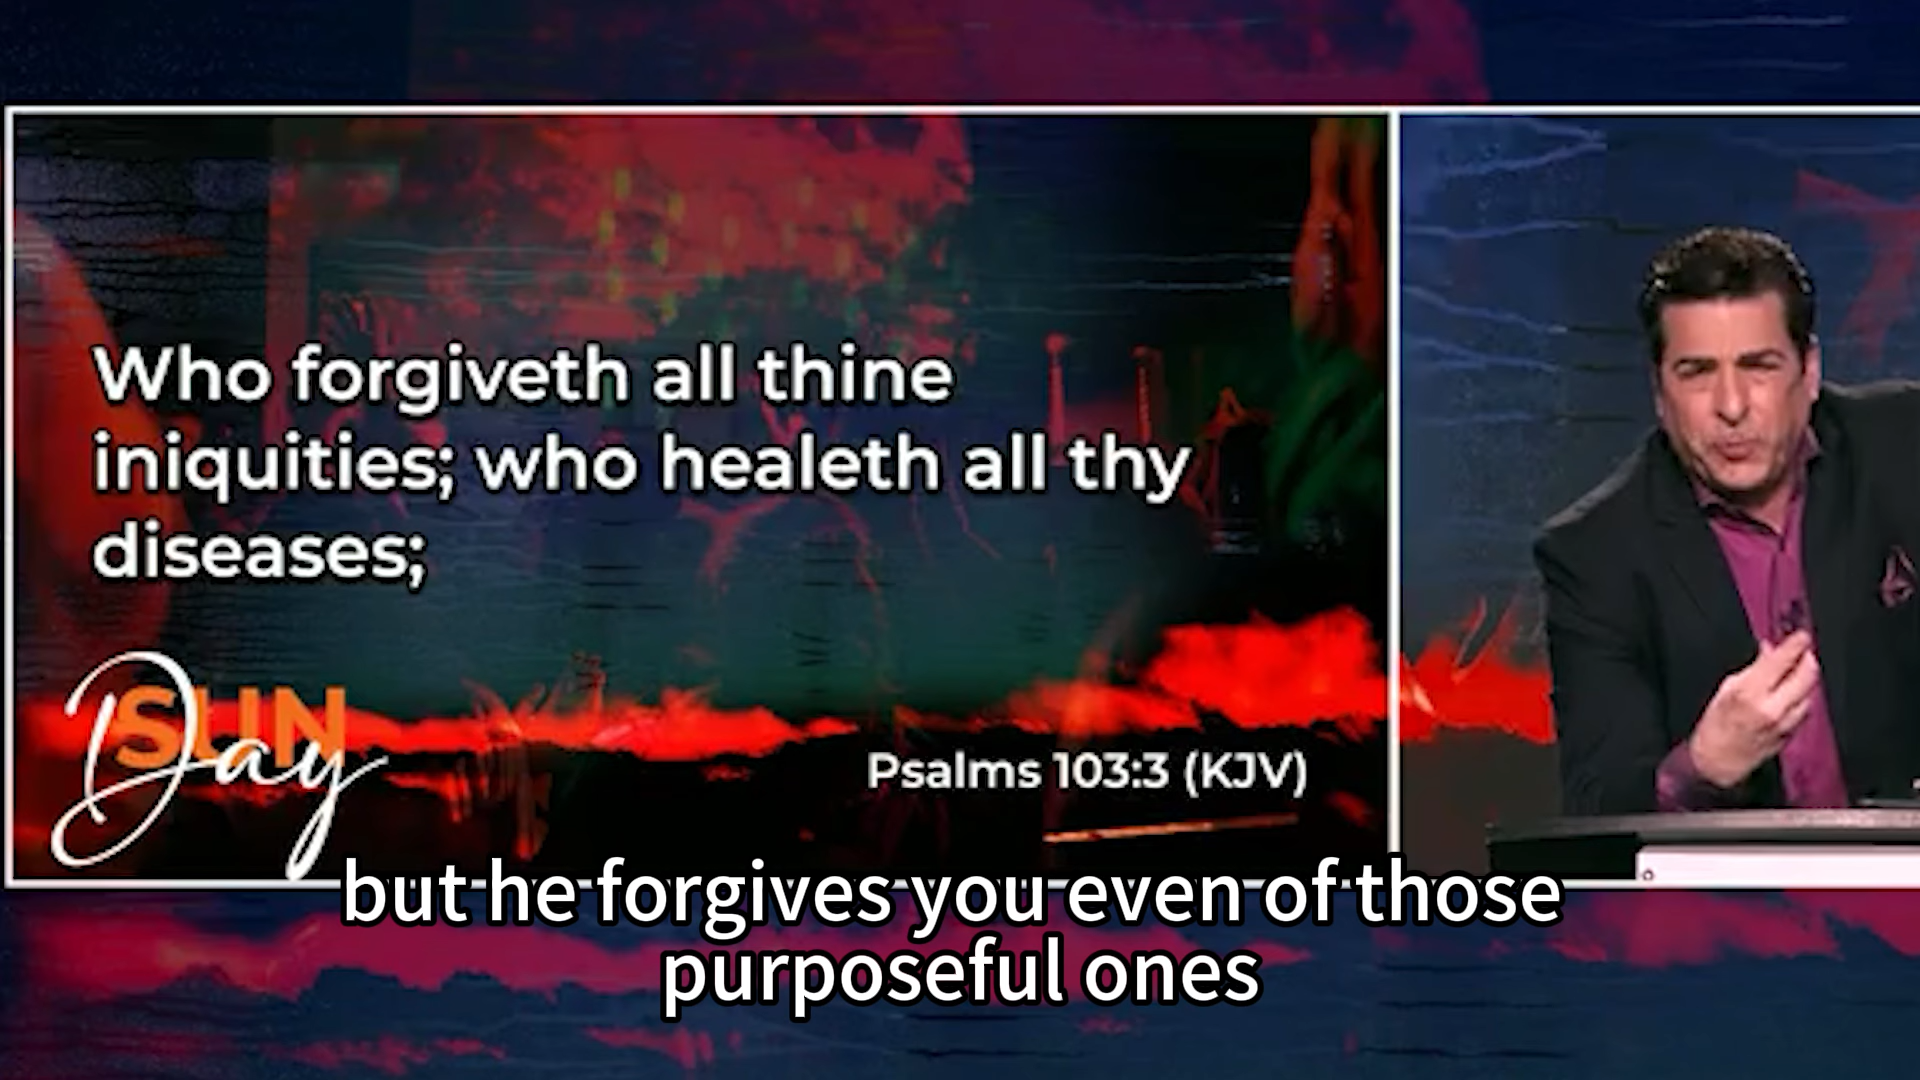 Who forgiveth all thine
iniquities; who healeth all thy
diseases;
SUN
Day
Psalms 103:3 (KJV)
but he forgives you even of those
purposeful ones